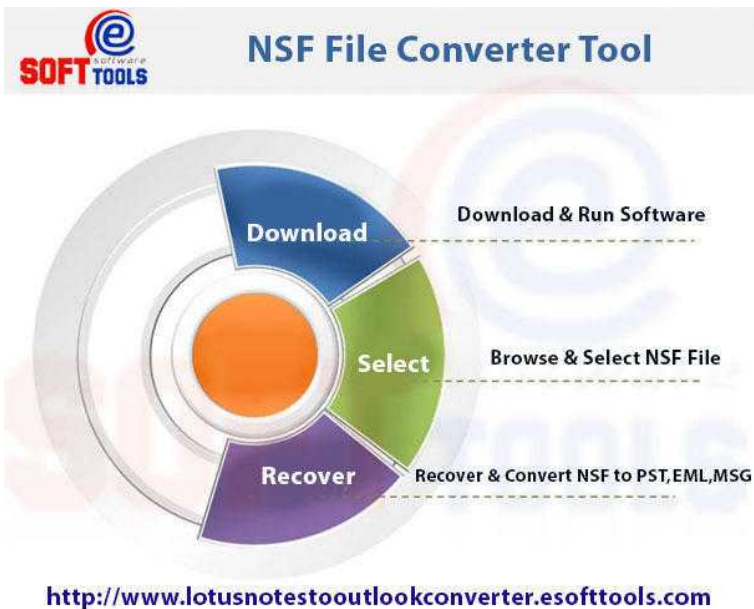 e
software
SOFT TOOLS
NSF File Converter Tool
Download
Download & Run Software
Select
Browse & Select NSF File
Recover
Recover & Convert NSF to PST,EML,MSG
http://www.lotusnotestooutlookconverter.esofttools.com